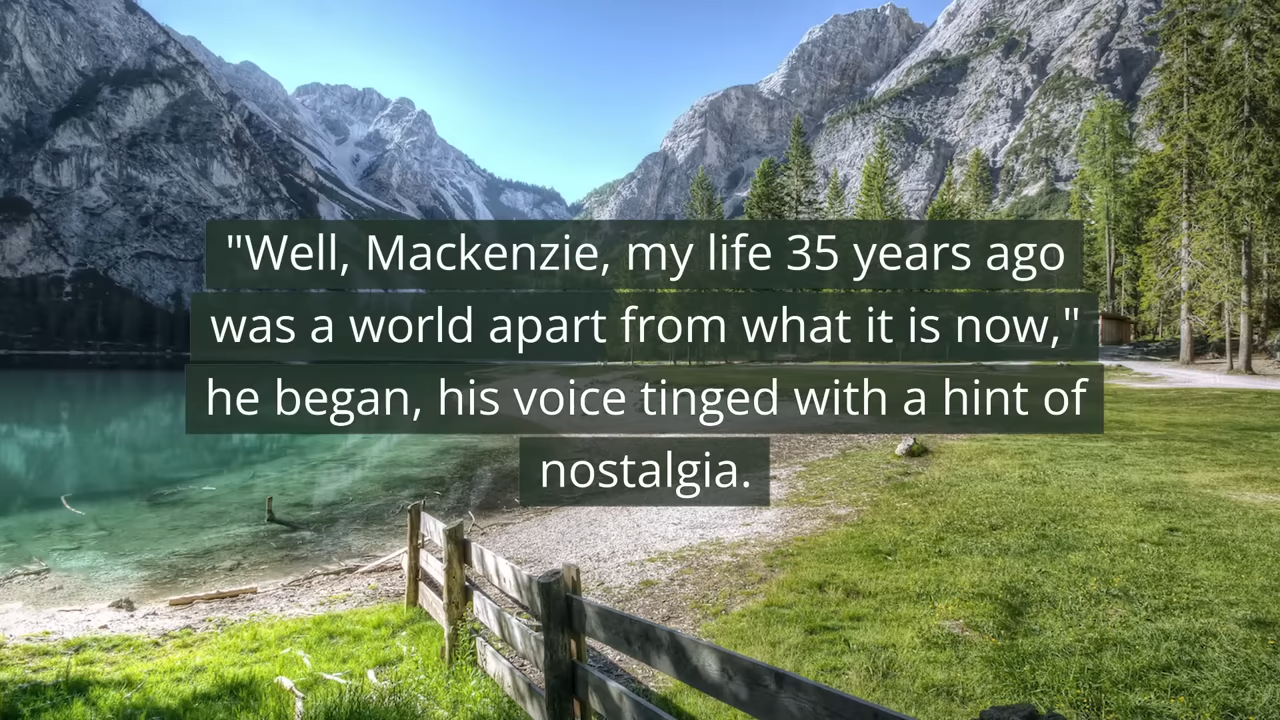 "Well, Mackenzie, my life 35 years ago
was a world apart from what it is now,"
he began, his voice tinged with a hint of
nostalgia.